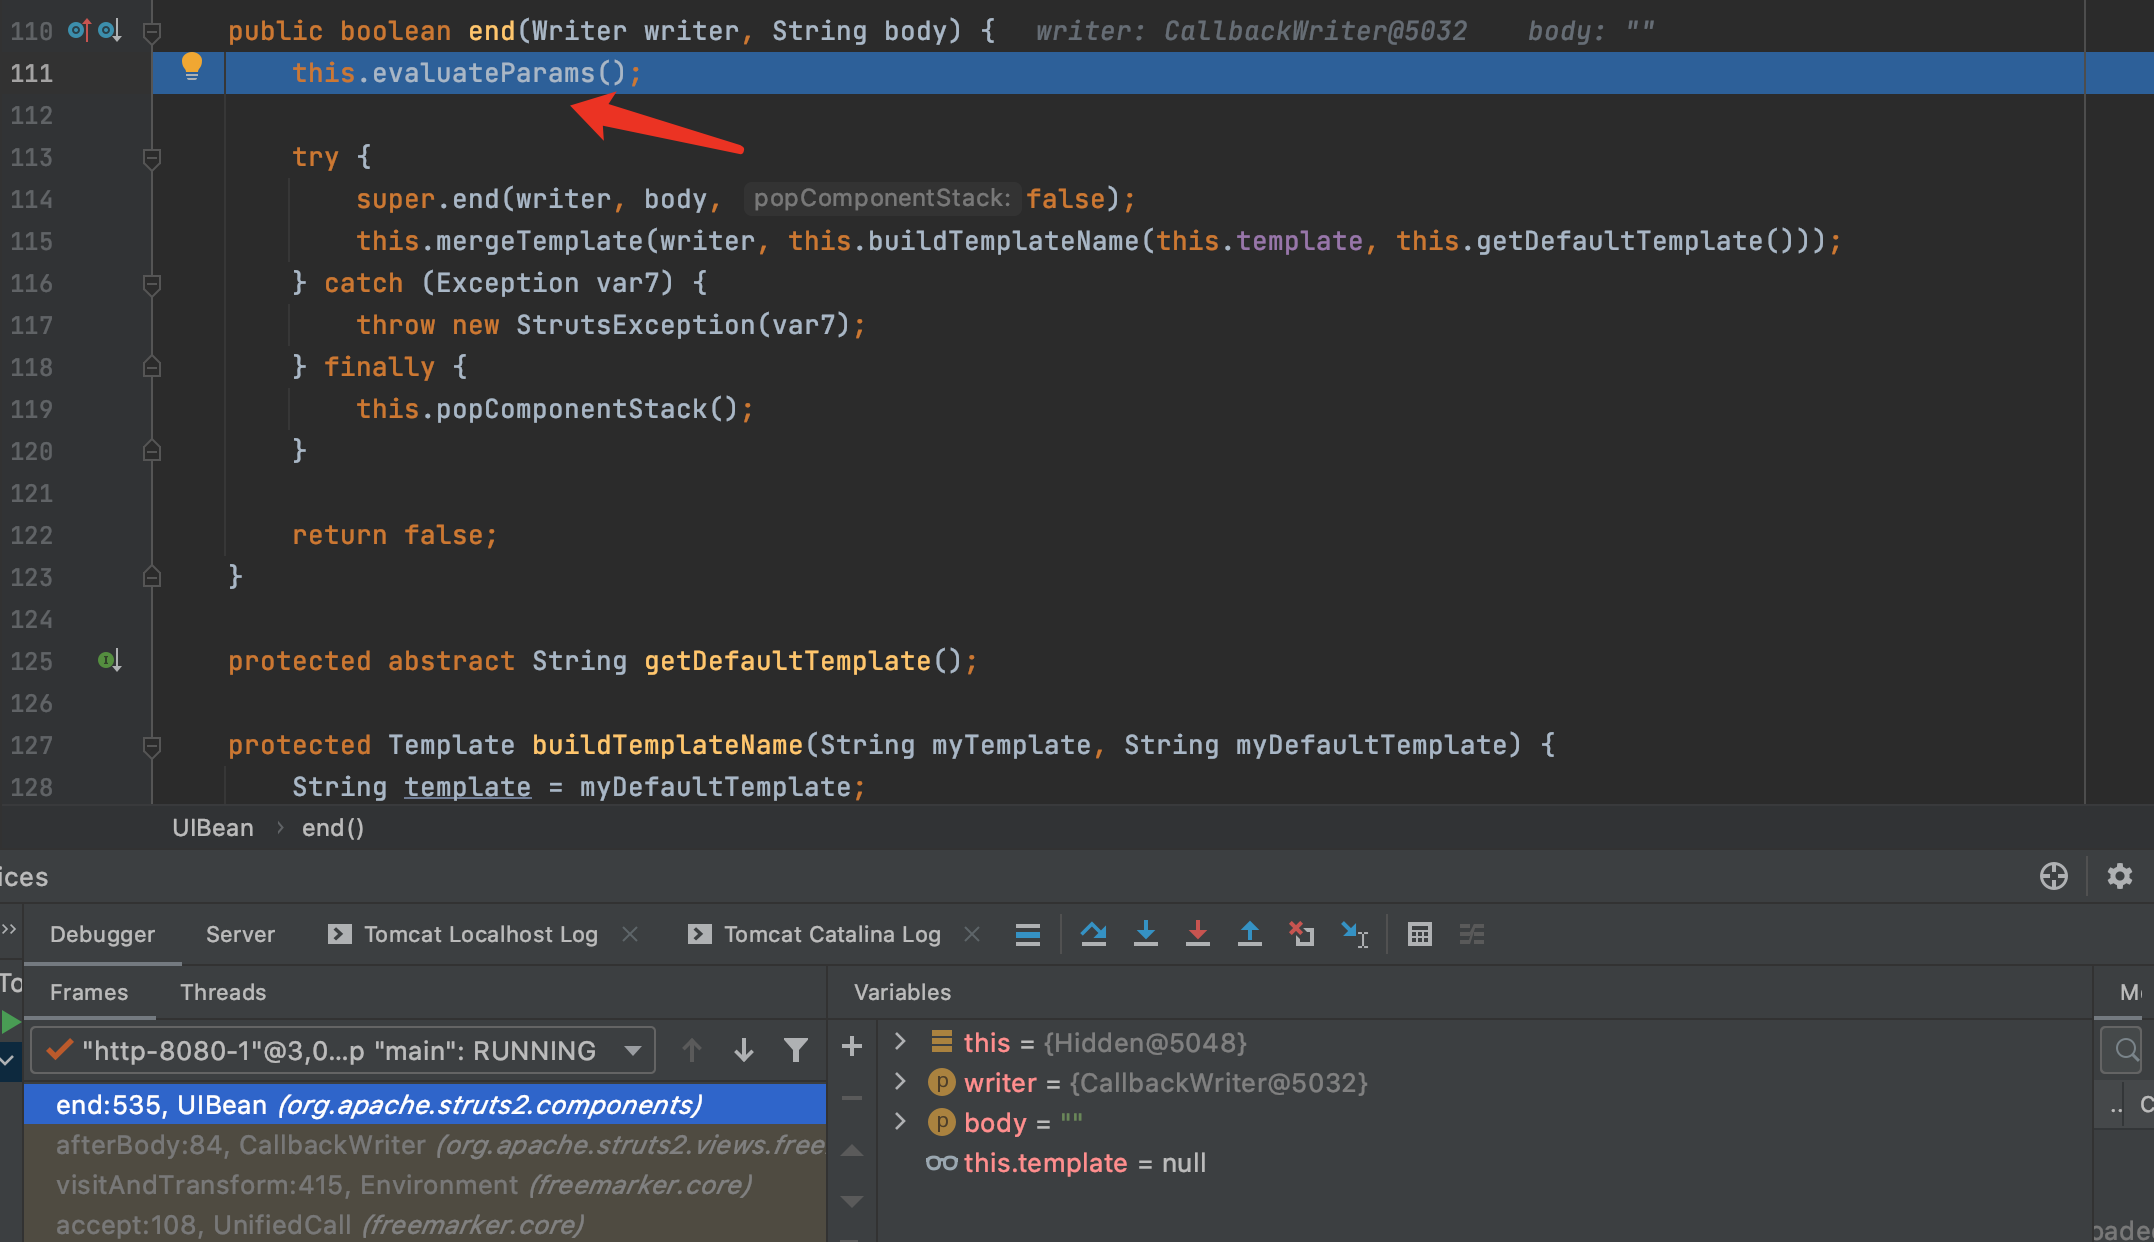 110 public boolean end(Writer writer, String body) { writer: CallbackWriter@5032 body: ""
111 this.evaluateParams();
112
113 try {
114 super.end(writer, body, popComponentStack: false);
115 this.mergeTemplate(writer, this.buildTemplateName(this.template, this.getDefaultTemplate()));
116 } catch (Exception var7) {
117 throw new StrutsException(var7);
118 } finally {
119 this.popComponentStack();
120 }
121
122 return false;
123 }
124
125 protected abstract String getDefaultTemplate();
126
127 protected Template buildTemplateName(String myTemplate, String myDefaultTemplate) {
128 String template = myDefaultTemplate;
UIBean › end()
ices
Debugger Server Tomcat Localhost Log Tomcat Catalina Log
To Frames Threads Variables M
"http-8080-1"@3,0...p "main": RUNNING
this = {Hidden@5048}
writer = {CallbackWriter@5032}
body = ""
this.template = null
end:535, UIBean (org.apache.struts2.components)
afterBody:84, CallbackWriter (org.apache.struts2.views.free
visitAndTransform:415, Environment (freemarker.core)
accept:108, UnifiedCall (freemarker.core)
.. C
oade